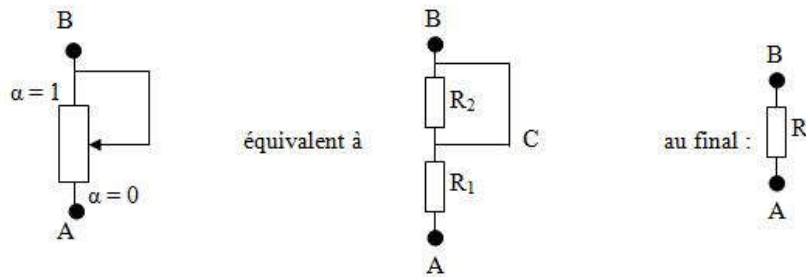 B
α = 1
α = 0
A
équivalent à
B
R2
C
R1
A
au final :
B
R
A